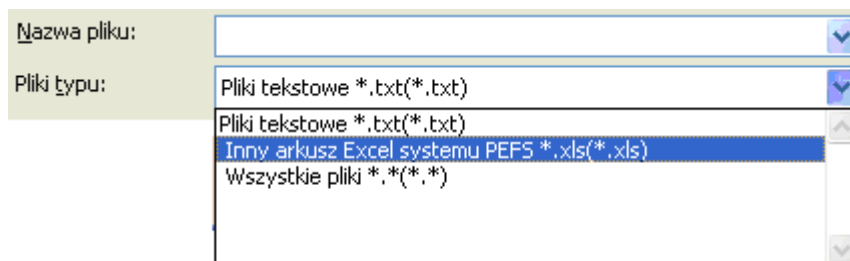 Nazwa pliku:
Pliki typu:
Pliki tekstowe *.txt(*.txt)
Pliki tekstowe *.txt(*.txt)
Inny arkusz Excel systemu PEFS *.xls(*.xls)
Wszystkie pliki *.*(*.*)